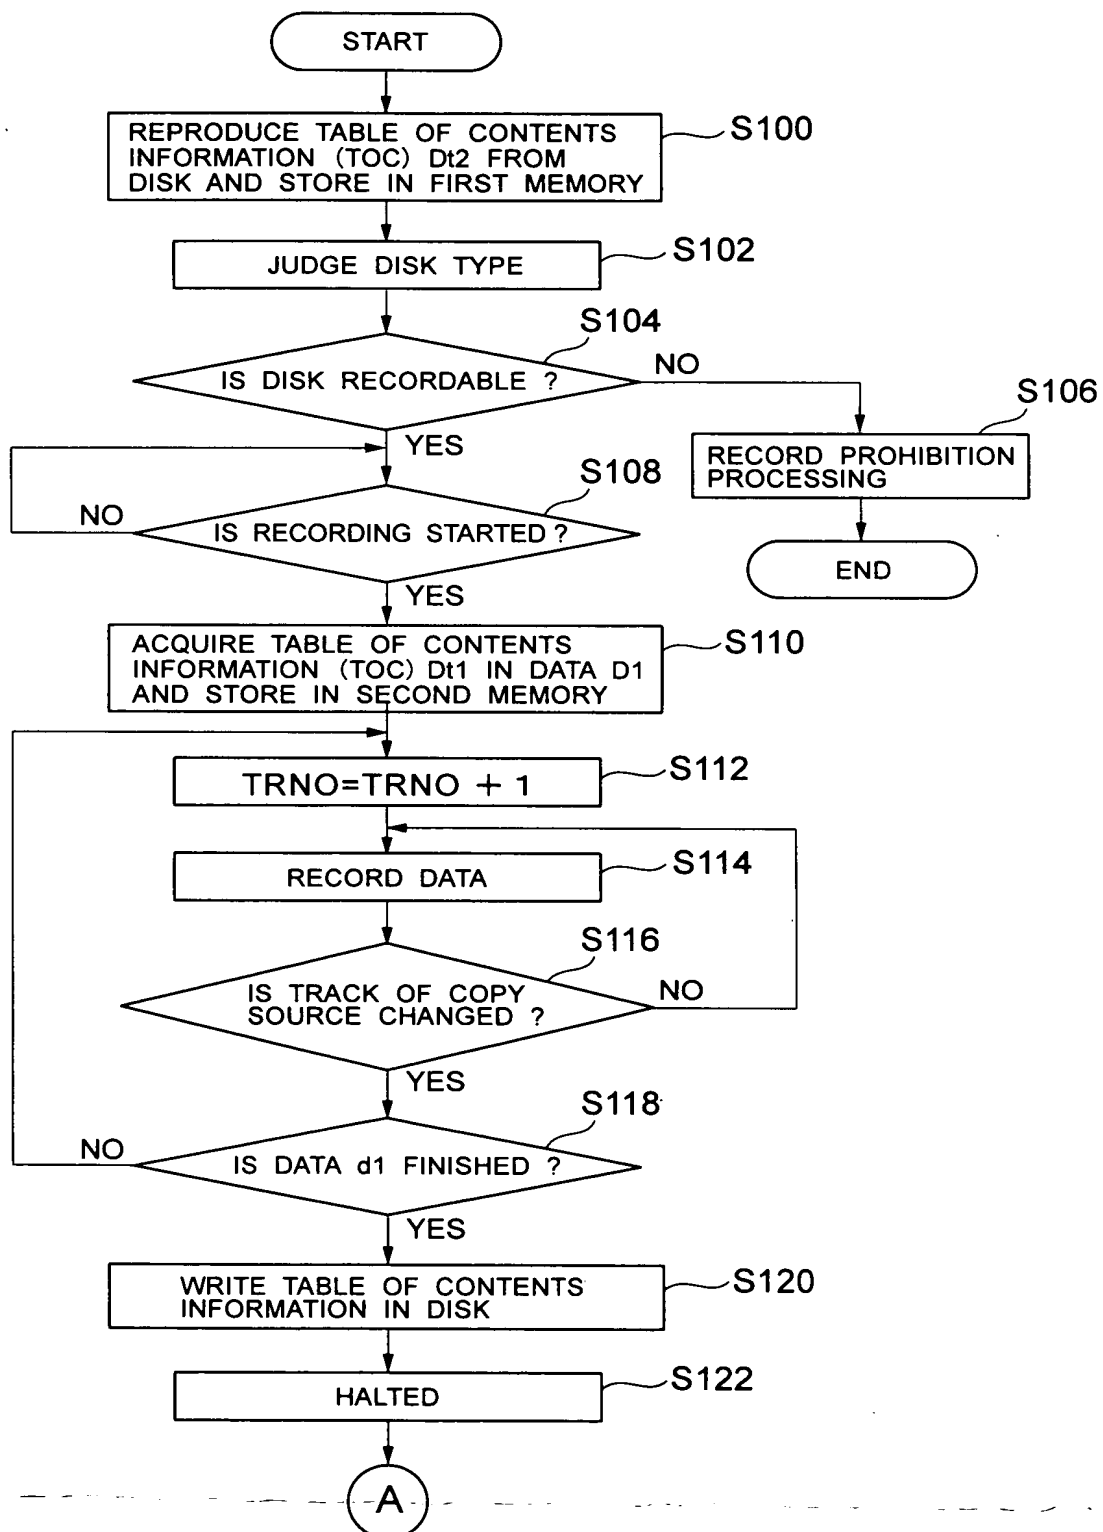 START
REPRODUCE TABLE OF CONTENTS
INFORMATION (TOC) Dt2 FROM
DISK AND STORE IN FIRST MEMORY
S100
JUDGE DISK TYPE
S102
S104
IS DISK RECORDABLE ?
NO
YES
S106
RECORD PROHIBITION
PROCESSING
END
S108
NO
IS RECORDING STARTED ?
YES
ACQUIRE TABLE OF CONTENTS
INFORMATION (TOC) Dt1 IN DATA D1
AND STORE IN SECOND MEMORY
S110
TRNO=TRNO + 1
S112
RECORD DATA
S114
S116
IS TRACK OF COPY
SOURCE CHANGED ?
NO
YES
S118
NO
IS DATA d1 FINISHED ?
YES
WRITE TABLE OF CONTENTS
INFORMATION IN DISK
S120
HALTED
S122
A